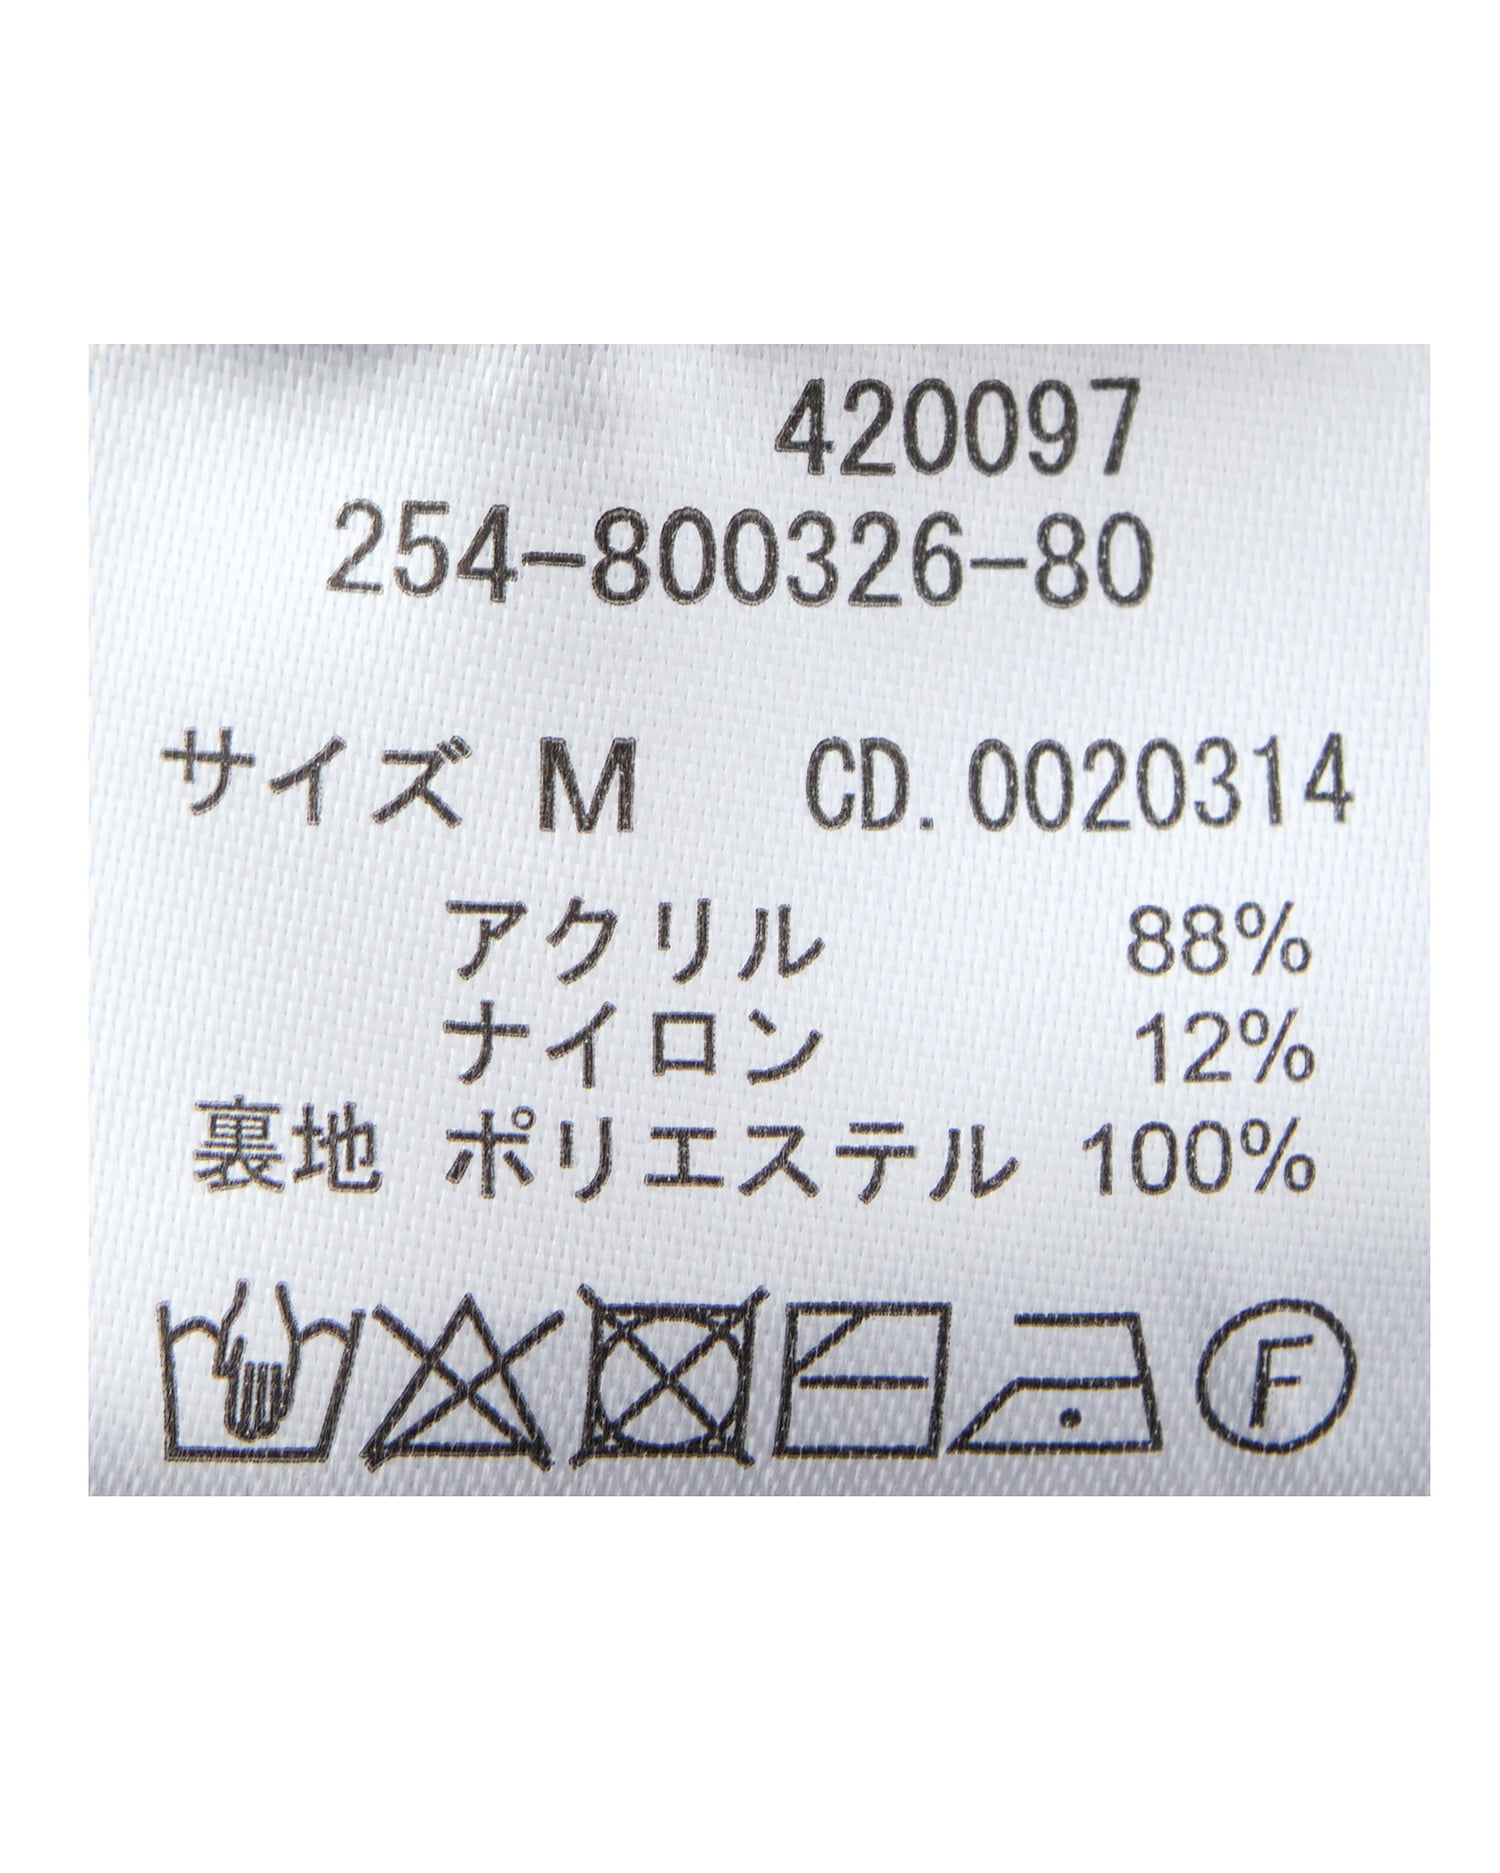 420097
254-800326-80
サイズ M CD.0020314
アクリル 88%
ナイロン 12%
裏地 ポリエステル 100%
F